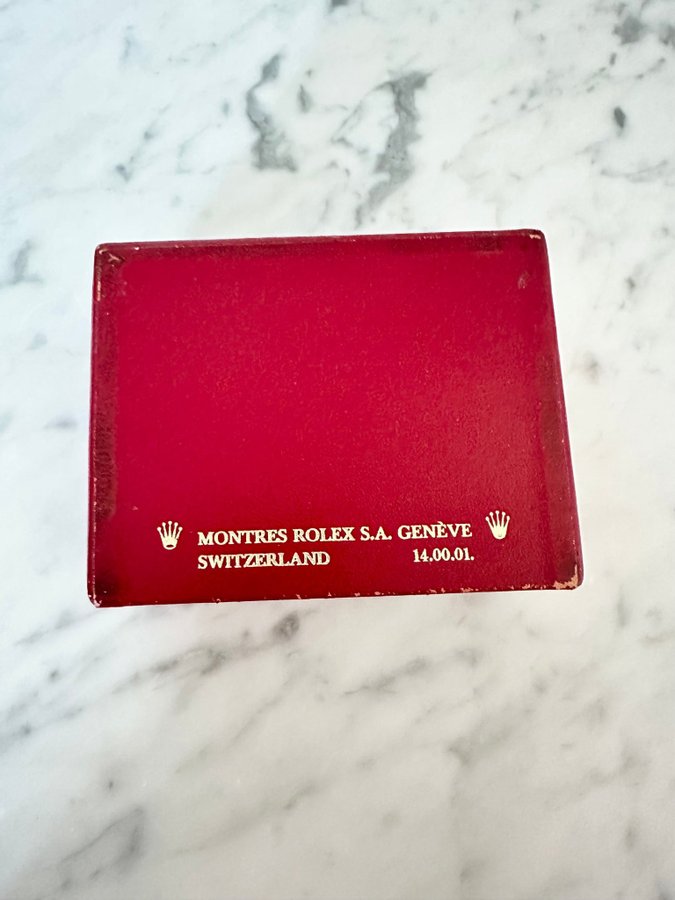 MONTRES ROLEX S.A. GENÈVE
SWITZERLAND 14.00.01.